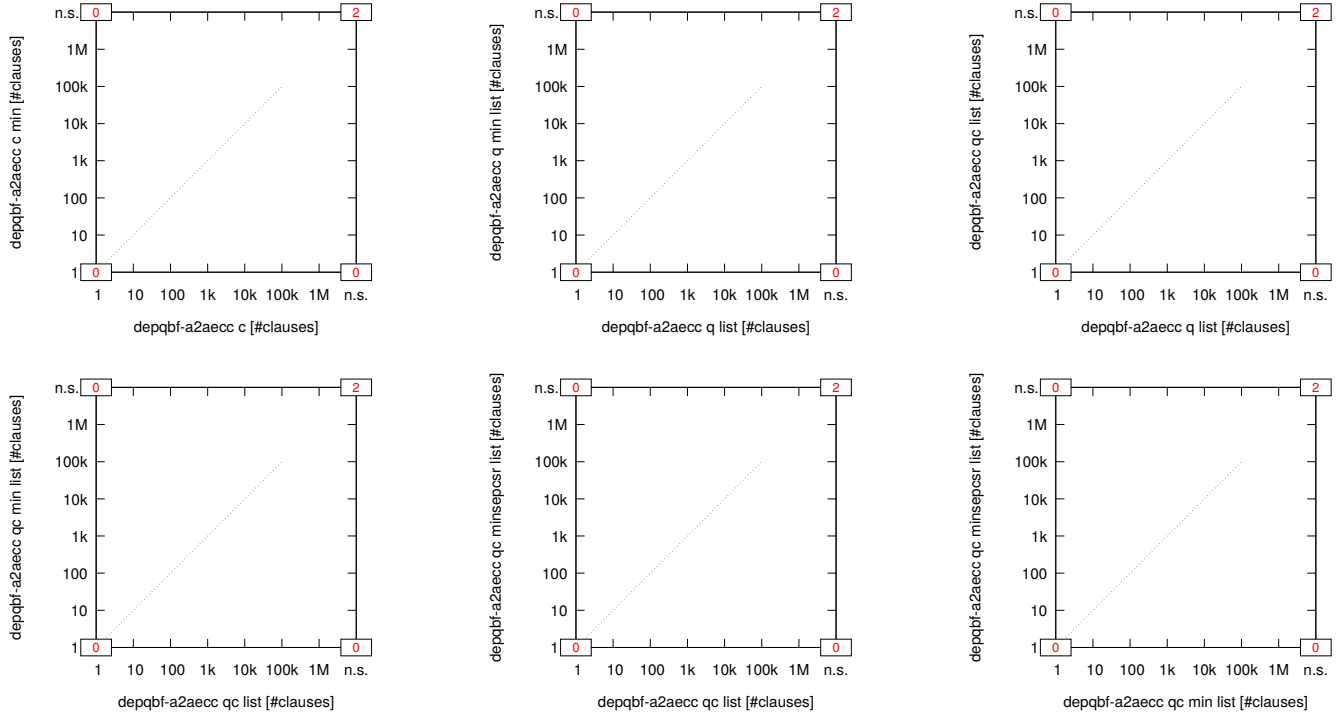 depqbf-a2aecc c min [#clauses]
n.s. 0 2
1M
100k
10k
1k
100
10
1 0 0
1 10 100 1k 10k 100k 1M n.s.
depqbf-a2aecc c [#clauses]
depqbf-a2aecc q min list [#clauses]
n.s. 0 2
1M
100k
10k
1k
100
10
1 0 0
1 10 100 1k 10k 100k 1M n.s.
depqbf-a2aecc q list [#clauses]
depqbf-a2aecc qc list [#clauses]
n.s. 0 2
1M
100k
10k
1k
100
10
1 0 0
1 10 100 1k 10k 100k 1M n.s.
depqbf-a2aecc q list [#clauses]
depqbf-a2aecc qc min list [#clauses]
n.s. 0 2
1M
100k
10k
1k
100
10
1 0 0
1 10 100 1k 10k 100k 1M n.s.
depqbf-a2aecc qc list [#clauses]
depqbf-a2aecc qc minsepcsr list [#clauses]
n.s. 0 2
1M
100k
10k
1k
100
10
1 0 0
1 10 100 1k 10k 100k 1M n.s.
depqbf-a2aecc qc list [#clauses]
depqbf-a2aecc qc minsepcsr list [#clauses]
n.s. 0 2
1M
100k
10k
1k
100
10
1 0 0
1 10 100 1k 10k 100k 1M n.s.
depqbf-a2aecc qc min list [#clauses]